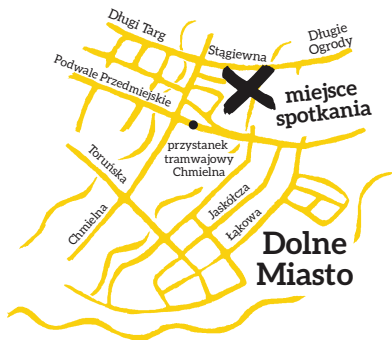 Długi Targ
Stągiewna
Długie
Ogrody
Podwale Przedmiejskie
miejsce
spotkania
przystanek
tramwajowy
Chmielna
Toruńska
Chmielna
Jaskółcza
Łąkowa
Dolne
Miasto